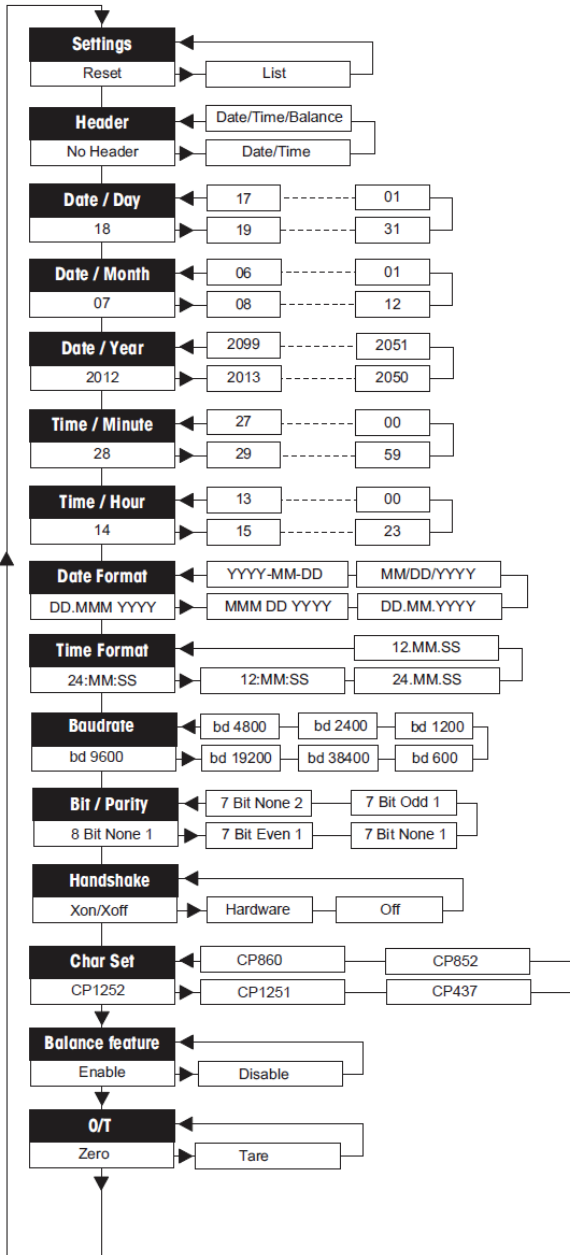 Settings
Reset List
Header Date/Time/Balance
No Header Date/Time
Date / Day 17 01
18 19 31
Date / Month 06 01
07 08 12
Date / Year 2099 2051
2012 2013 2050
Time / Minute 27 00
28 29 59
Time / Hour 13 00
14 15 23
Date Format YYYY-MM-DD MM/DD/YYYY
DD.MMM YYYY MMM DD YYYY DD.MM.YYYY
Time Format 12.MM.SS
24:MM:SS 12:MM:SS 24.MM.SS
Baudrate bd 4800 bd 2400 bd 1200
bd 9600 bd 19200 bd 38400 bd 600
Bit / Parity 7 Bit None 2 7 Bit Odd 1
8 Bit None 1 7 Bit Even 1 7 Bit None 1
Handshake
Xon/Xoff Hardware Off
Char Set CP860 CP852
CP1252 CP1251 CP437
Balance feature
Enable Disable
O/T
Zero Tare